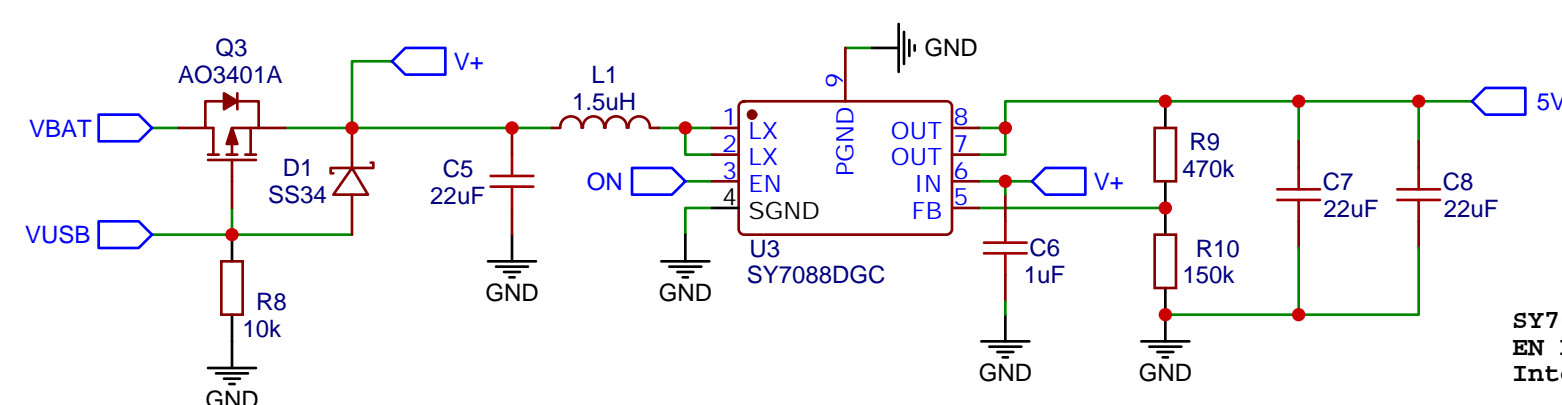 Q3
AO3401A
VBAT
V+
D1
SS34
VUSB
R8
10k
GND
C5
22uF
GND
L1
1.5uH
ON
GND
GND
1
2
3
4
LX
LX
EN
SGND
9
PGND
OUT
OUT
IN
FB
8
7
6
5
U3
SY7088DGC
V+
C6
1uF
GND
R9
470k
R10
150k
GND
C7
22uF
C8
22uF
5V
SY7
EN
Int